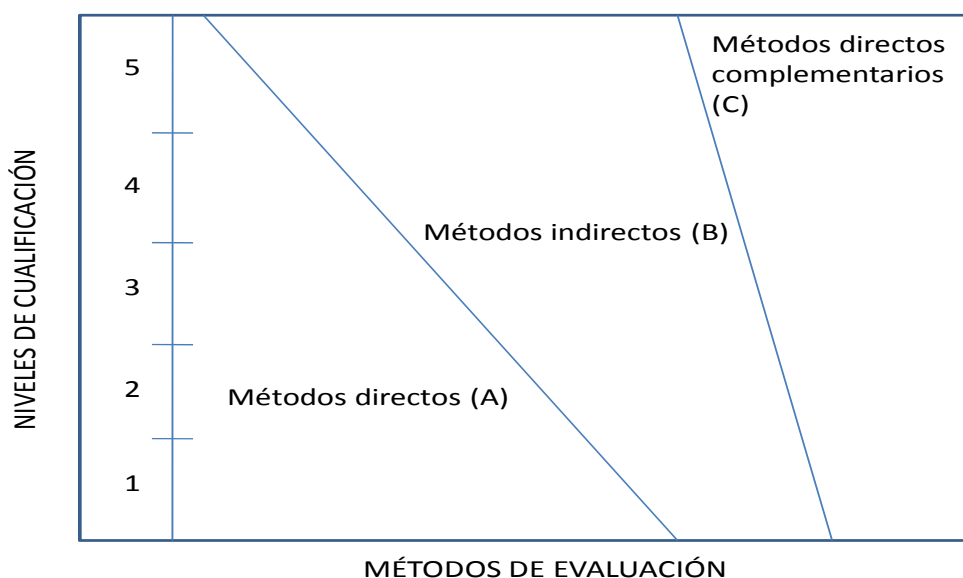 Métodos directos
complementarios
(C)
5
4
Métodos indirectos (B)
3
Métodos directos (A)
2
1
NIVELES DE CUALIFICACIÓN
MÉTODOS DE EVALUACIÓN